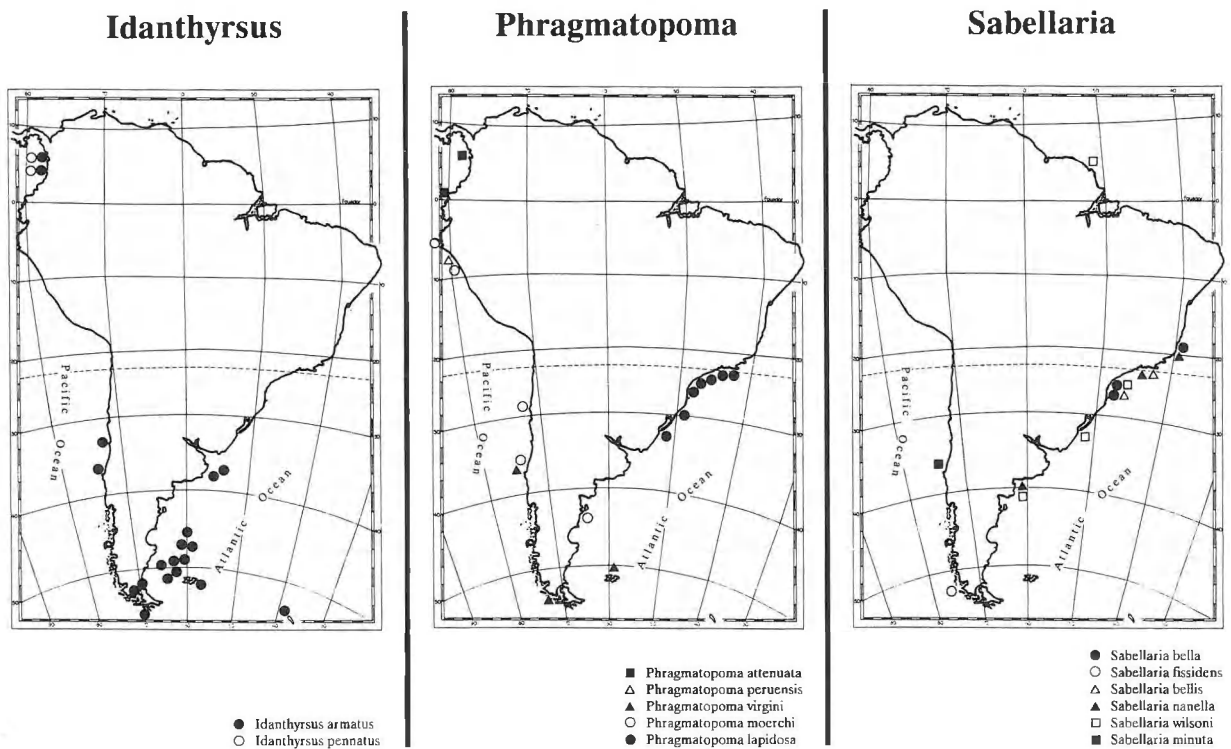 Idanthyrsus
Phragmatopoma
Sabellaria
Pacific Ocean
Atlantic Ocean
Idanthyrsus armatus
Idanthyrsus pennatus
Pacific Ocean
Atlantic Ocean
Phragmatopoma attenuata
Phragmatopoma peruensis
Phragmatopoma virgini
Phragmatopoma moerchi
Phragmatopoma lapidosa
Pacific Ocean
Atlantic Ocean
Sabellaria bella
Sabellaria fissidens
Sabellaria bellis
Sabellaria nanella
Sabellaria wilsoni
Sabellaria minuta